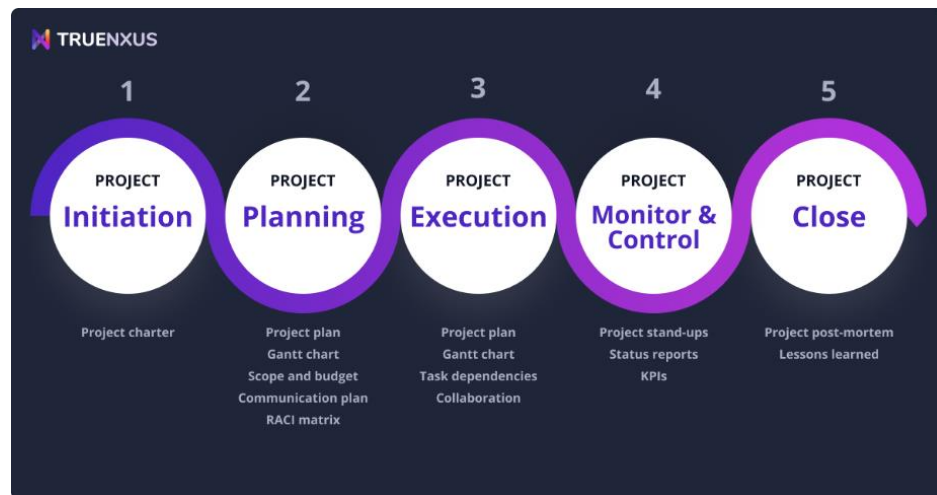 TRUENXUS
1
2
3
4
5
PROJECT
Initiation
PROJECT
Planning
PROJECT
Execution
PROJECT
Monitor &
Control
PROJECT
Close
Project charter
Project plan
Gantt chart
Scope and budget
Communication plan
RACI matrix
Project plan
Gantt chart
Task dependencies
Collaboration
Project stand-ups
Status reports
KPIs
Project post-mortem
Lessons learned